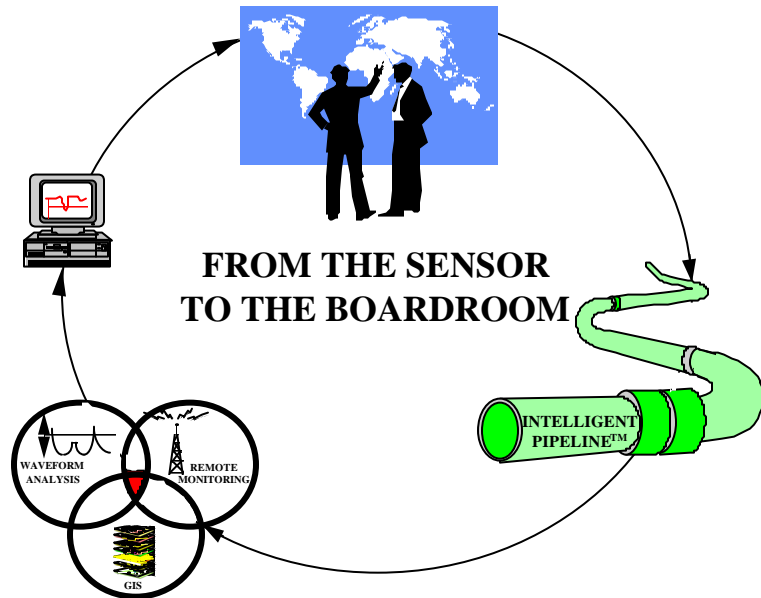 FROM THE SENSOR
TO THE BOARDROOM
INTELLIGENT
PIPELINE™
WAVEFORM
ANALYSIS
REMOTE
MONITORING
GIS